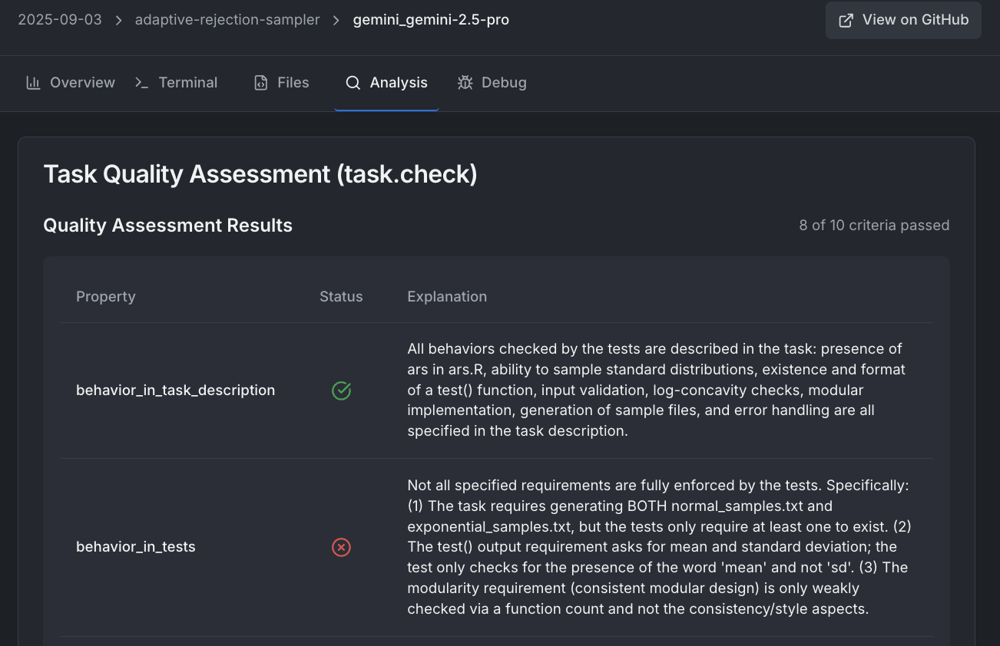 2025-09-03 > adaptive-rejection-sampler > gemini_gemini-2.5-pro
View on GitHub
Overview
Terminal
Files
Analysis
Debug
Task Quality Assessment (task.check)
Quality Assessment Results
8 of 10 criteria passed
Property Status Explanation
behavior_in_task_description
All behaviors checked by the tests are described in the task: presence of
ars in ars.R, ability to sample standard distributions, existence and format
of a test() function, input validation, log-concavity checks, modular
implementation, generation of sample files, and error handling are all
specified in the task description.
behavior_in_tests
Not all specified requirements are fully enforced by the tests. Specifically:
(1) The task requires generating BOTH normal_samples.txt and
exponential_samples.txt, but the tests only require at least one to exist. (2)
The test() output requirement asks for mean and standard deviation; the
test only checks for the presence of the word 'mean' and not 'sd'. (3) The
modularity requirement (consistent modular design) is only weakly
checked via a function count and not the consistency/style aspects.